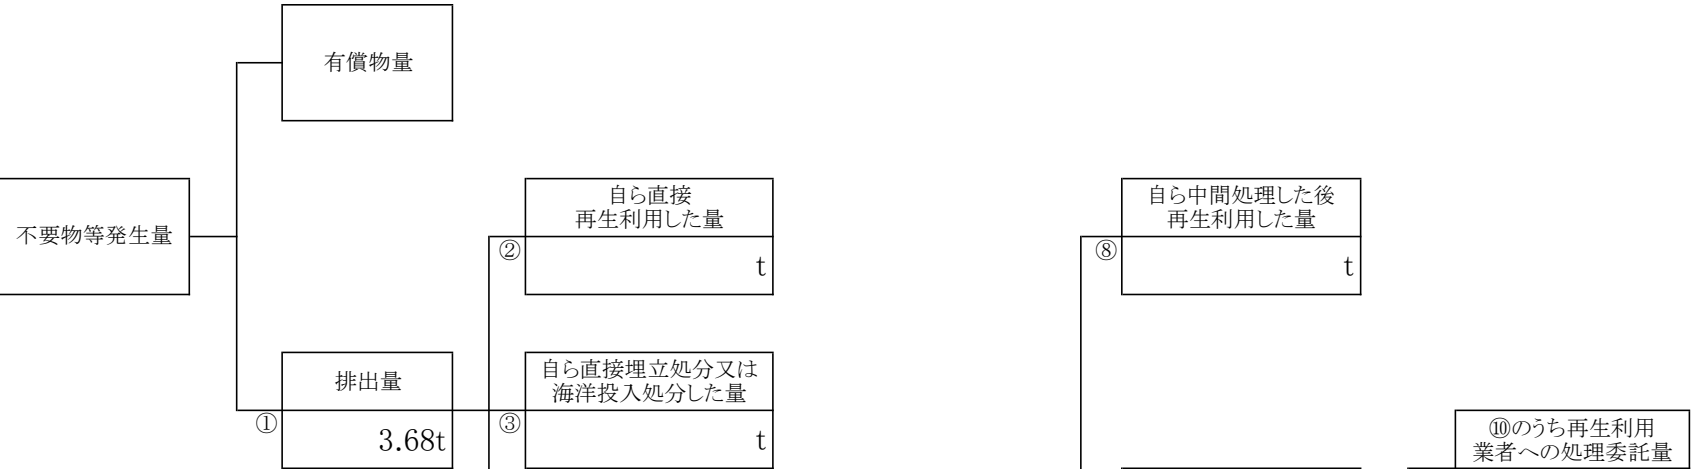 有償物量
不要物等発生量
自ら直接
再生利用した量
②
t
自ら中間処理した後
再生利用した量
⑧
t
排出量
①
3.68t
自ら直接埋立処分又は
海洋投入処分した量
③
t
⑩のうち再生利用
業者への処理委託量